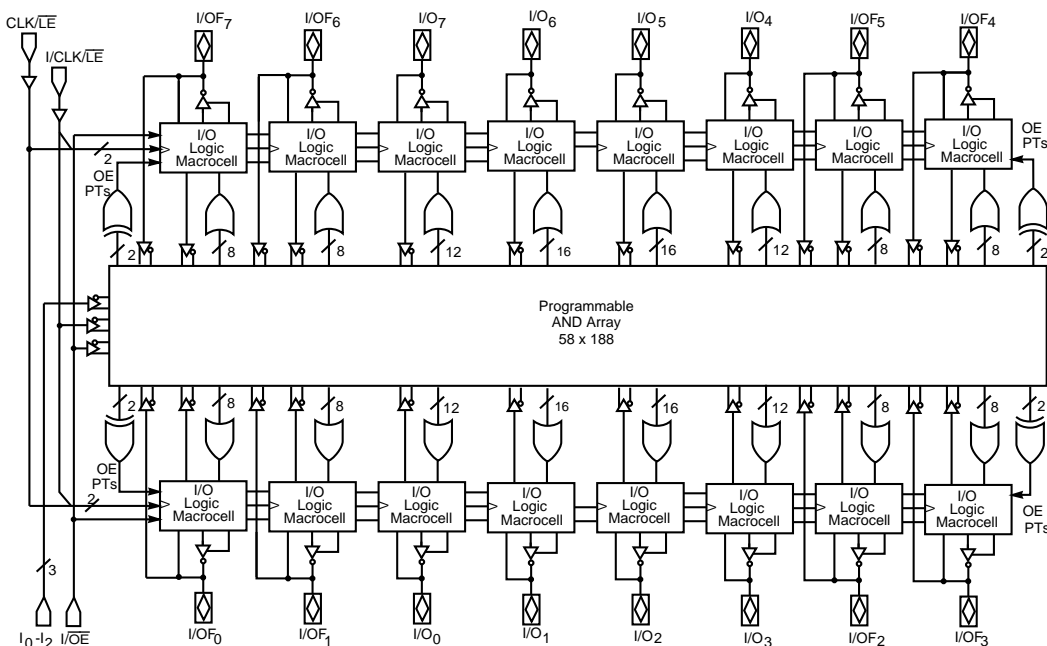 CLK/LE
I/OF7
I/OF6
I/O7
I/O6
I/O5
I/O4
I/OF5
I/OF4
I/CLK/LE
I/O Logic Macrocell
I/O Logic Macrocell
I/O Logic Macrocell
I/O Logic Macrocell
I/O Logic Macrocell
I/O Logic Macrocell
I/O Logic Macrocell
I/O Logic Macrocell
2
OE
PTs
OE
PTs
2
8
8
12
16
16
12
8
8
2
Programmable
AND Array
58 x 188
2
8
8
12
16
16
12
8
8
2
OE
PTs
2
I/O Logic Macrocell
I/O Logic Macrocell
I/O Logic Macrocell
I/O Logic Macrocell
I/O Logic Macrocell
I/O Logic Macrocell
I/O Logic Macrocell
I/O Logic Macrocell
OE
PTs
3
I0-I2
I/OE
I/OF0
I/OF1
I/O0
I/O1
I/O2
I/O3
I/OF2
I/OF3